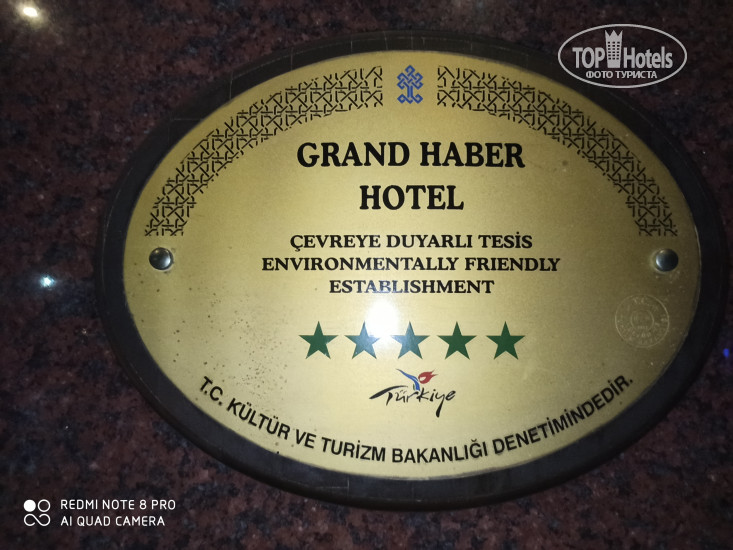 TOP Hotels
ФОТО ТУРИСТА
GRAND HABER
HOTEL
ÇEVREYE DUYARLI TESİS
ENVIRONMENTALLY FRIENDLY
ESTABLISHMENT
Türkiye
T.C. KÜLTÜR VE TURİZM BAKANLIĞI DENETİMİNDEDİR.
REDMI NOTE 8 PRO
AI QUAD CAMERA